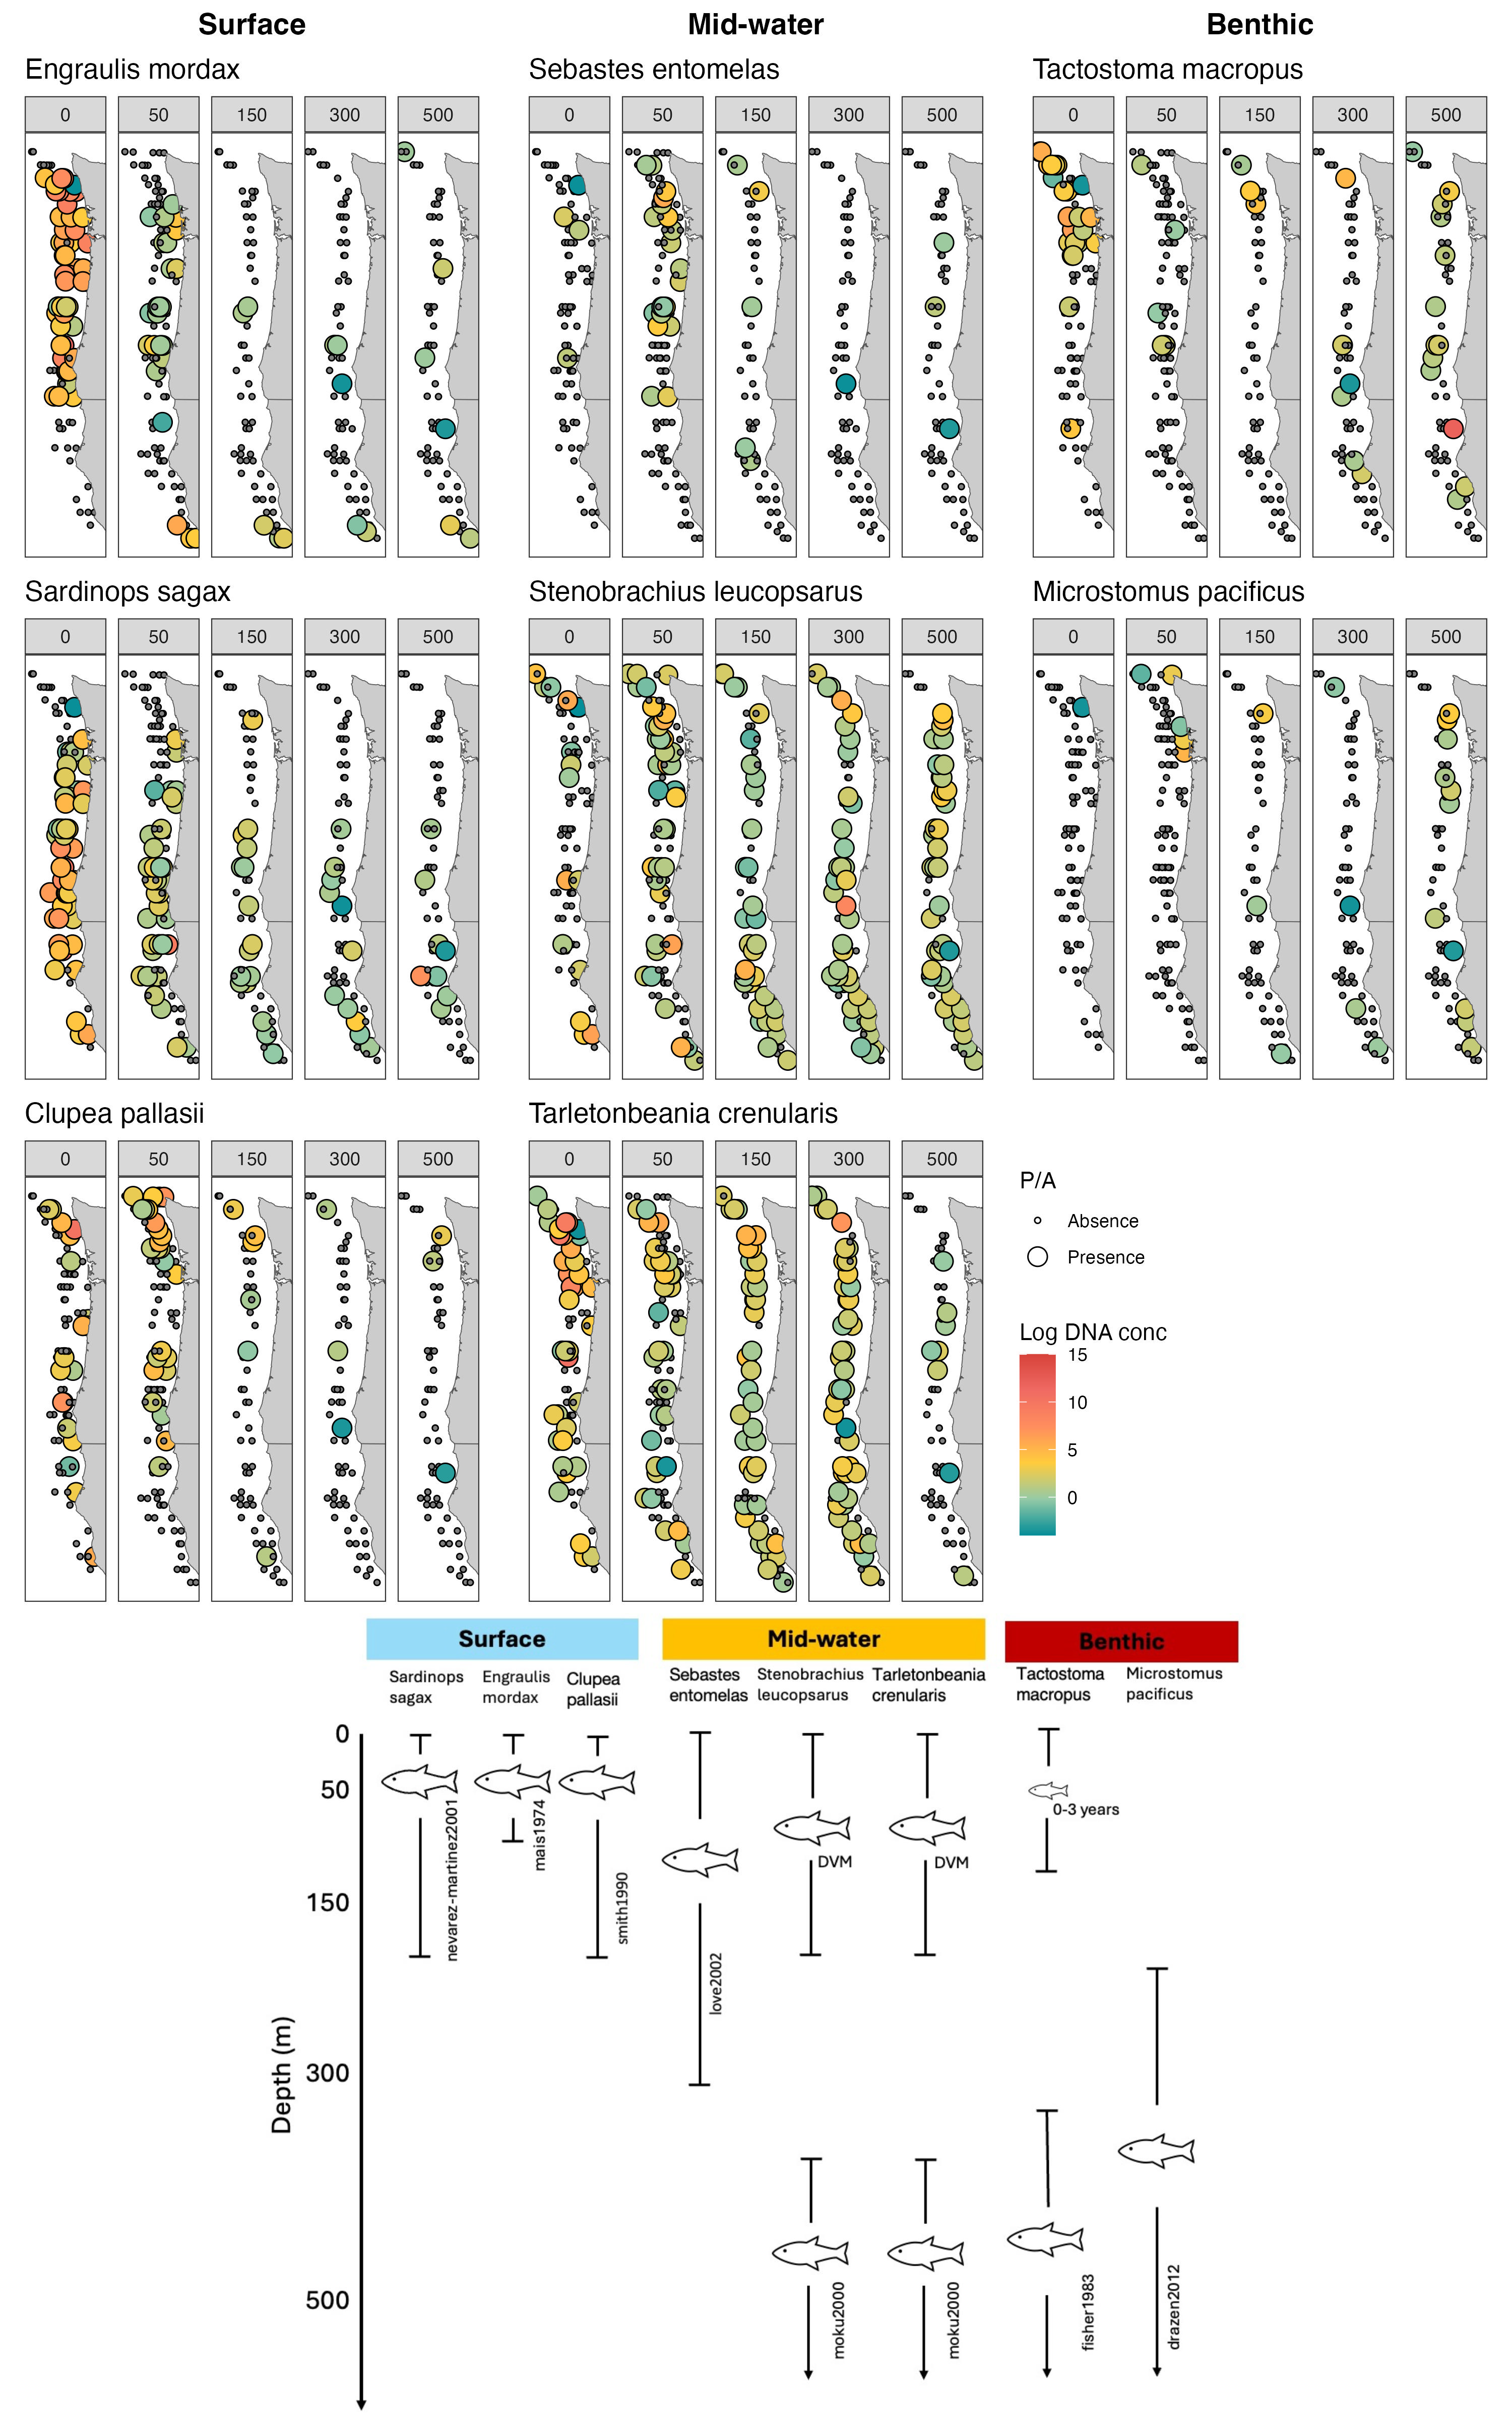 Surface
Mid-water
Benthic
Engraulis mordax
Sebastes entomelas
Tactostoma macropus
0 50 150 300 500
0 50 150 300 500
0 50 150 300 500
Sardinops sagax
Stenobrachius leucopsarus
Microstomus pacificus
0 50 150 300 500
0 50 150 300 500
0 50 150 300 500
Clupea pallasii
Tarletonbeania crenularis
0 50 150 300 500
0 50 150 300 500
P/A
Absence
Presence
Log DNA conc
15
10
5
0
Surface
Mid-water
Benthic
Sardinops
sagax
Engraulis
mordax
Clupea
pallasii
Sebastes
entomelas
Stenobrachius
leucopsarus
Tarletonbeania
crenularis
Tactostoma
macropus
Microstomus
pacificus
Depth (m)
0
50
150
300
500
nevarez-martinez2001
mais1974
smith1990
love2002
DVM
DVM
0-3 years
moku2000
moku2000
fisher1983
drazen2012